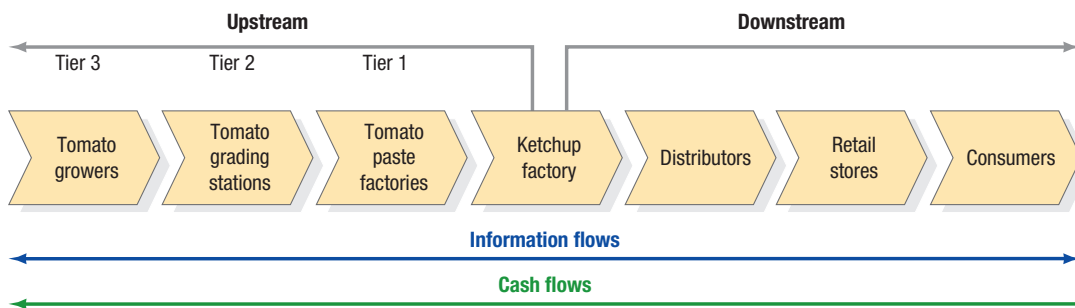 Upstream
Downstream
Tier 3
Tier 2
Tier 1
Tomato
growers
Tomato
grading
stations
Tomato
paste
factories
Ketchup
factory
Distributors
Retail
stores
Consumers
Information flows
Cash flows